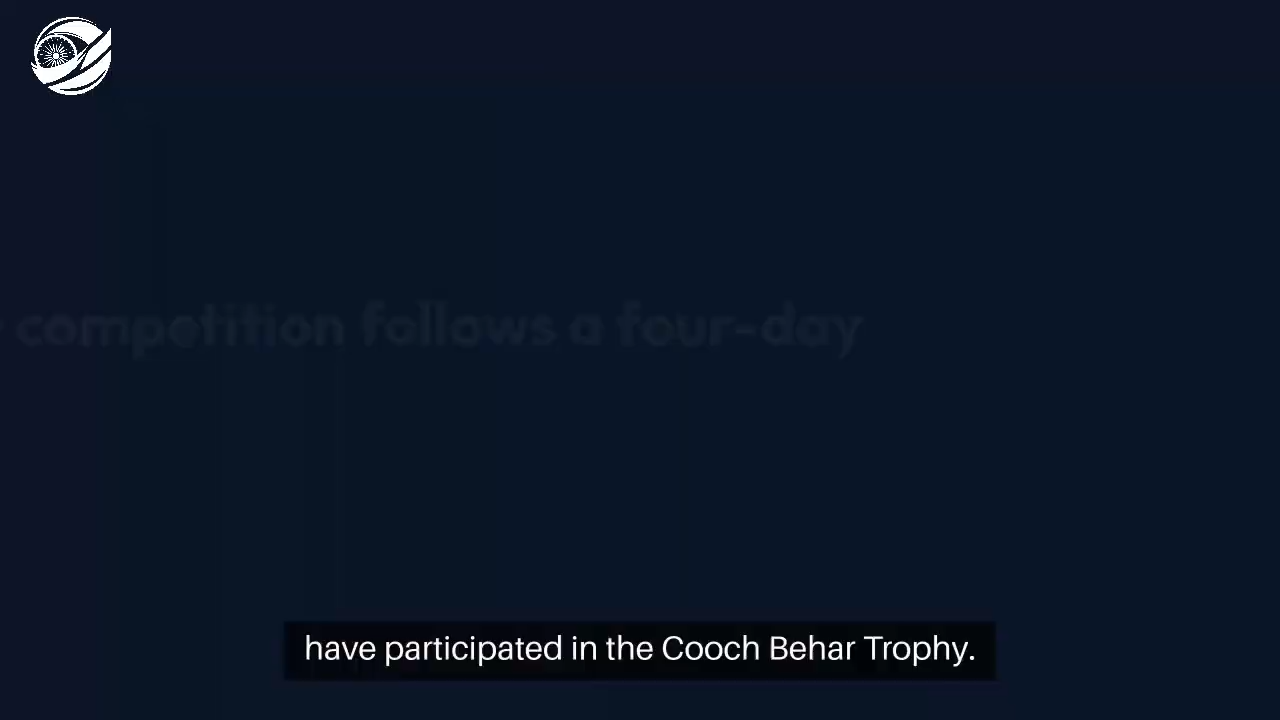 competition follows a four-day
have participated in the Cooch Behar Trophy.